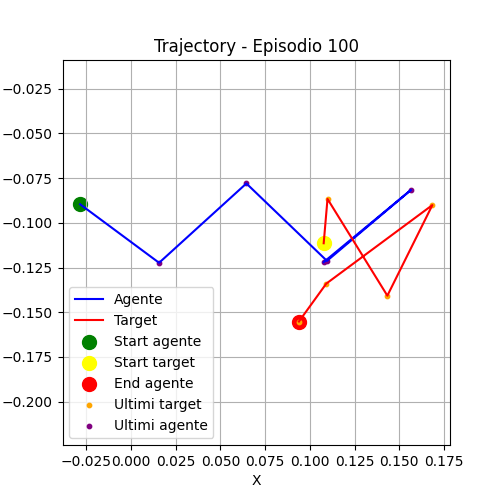 Trajectory - Episodio 100
−0.025
−0.050
−0.075
−0.100
−0.125
−0.150
−0.175
−0.200
Agente
Target
Start agente
Start target
End agente
Ultimi target
Ultimi agente
−0.025 0.000 0.025 0.050 0.075 0.100 0.125 0.150 0.175
X